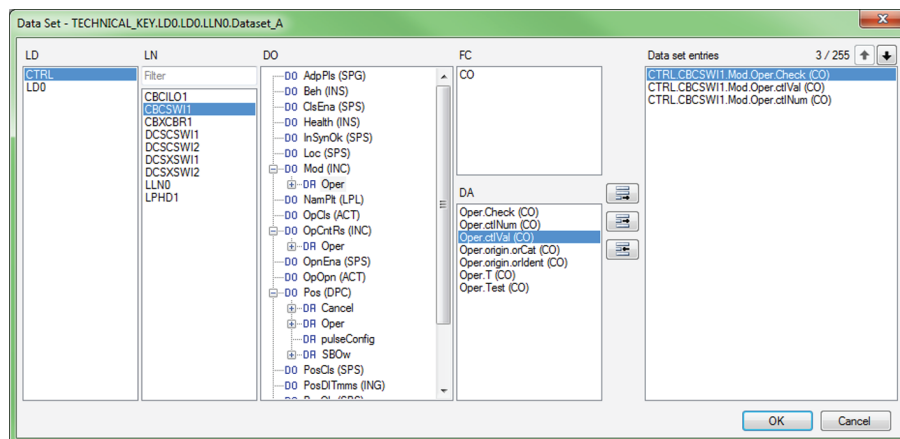 Data Set - TECHNICAL_KEY.LD0.LD0.LLN0.Dataset_A
LD
CTRL
LD0
LN
Filter
CBCILO1
CBCSWI1
CBXCBR1
DCSCSWI1
DCSCSWI2
DCSXSWI1
DCSXSWI2
LLN0
LPHD1
DO
DO AdpPls (SPG)
DO Beh (INS)
DO ClsEna (SPS)
DO Health (INS)
DO InSynOk (SPS)
DO Loc (SPS)
DO Mod (INC)
DA Oper
DO NamPlt (LPL)
DO OpCls (ACT)
DO OpCntRs (INC)
DA Oper
DO OpnEna (SPS)
DO OpOpn (ACT)
DO Pos (DPC)
DA Cancel
DA Oper
DA pulseConfig
DA SBOw
DO PosCls (SPS)
DO PosDITmms (ING)
FC
CO
DA
Oper.Check (CO)
Oper.ctlNum (CO)
Oper.ctlVal (CO)
Oper.origin.orCat (CO)
Oper.origin.orIdent (CO)
Oper.T (CO)
Oper.Test (CO)
Data set entries 3 / 255
CTRL.CBCSWI1.Mod.Oper.Check (CO)
CTRL.CBCSWI1.Mod.Oper.ctlVal (CO)
CTRL.CBCSWI1.Mod.Oper.ctlNum (CO)
OK Cancel